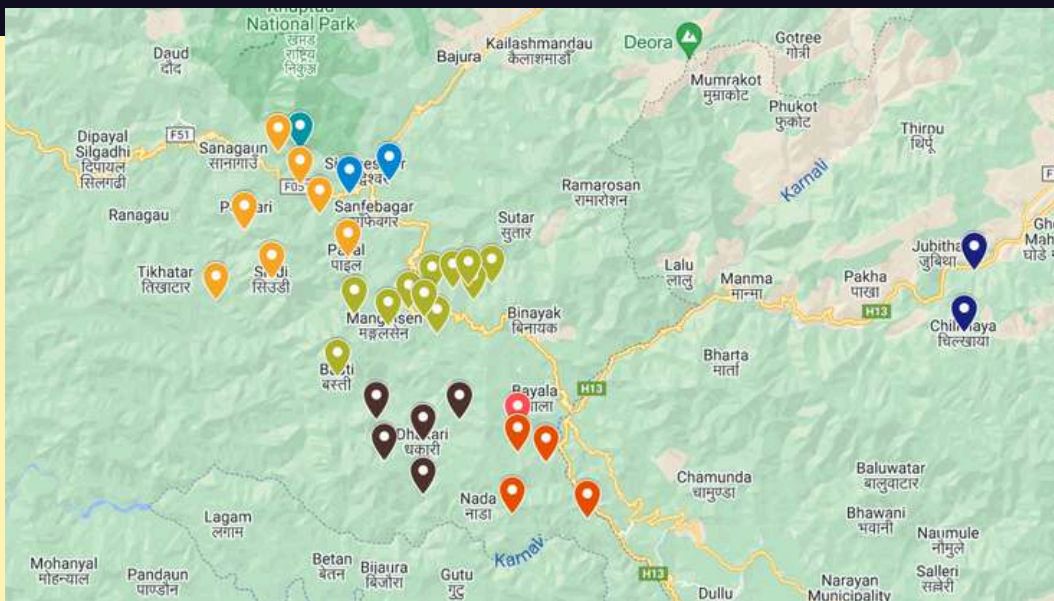 Khaptad
National Park
खप्तड
राष्ट्रिय
निकुञ्ज
Daud
दौद
Bajura
Kailashmandau
कैलाशमाडौँ
Deora
Gotree
गोत्री
Mumrakot
मुम्राकोट
Phukot
फुकोट
Thirpu
थिर्पू
Dipayal
Silgadhi
दिपायल
सिलगढी
F51
Sanagaun
सानागाउँ
F05
Ranagau
Sanfebagar
Ramarosan
रामारोशन
Karnali
Sutar
सुतार
पाइल
Tikhatar
तिखाटार
सिउडी
Lalu
लालु
Manma
मान्मा
Pakha
पाखा
Jubitha
जुबिथा
H13
चिल्खाया
मङ्गलसेन
Binayak
बिनायक
Bharta
भार्ता
बस्ती
H13
Bayala
धकारी
Nada
नाडा
Chamunda
चामुण्डा
Baluwatar
बालुवाटार
Bhawani
भवानी
Naumule
नौमुले
Lagam
लगाम
Karnali
Mohanyal
मोहन्याल
Pandaun
पाण्डौन
Betan
बेतन
Bijaura
बिजौरा
Gutu
गुटु
H13
Dullu
Narayan
Municipality
Salleri
सल्लेरी